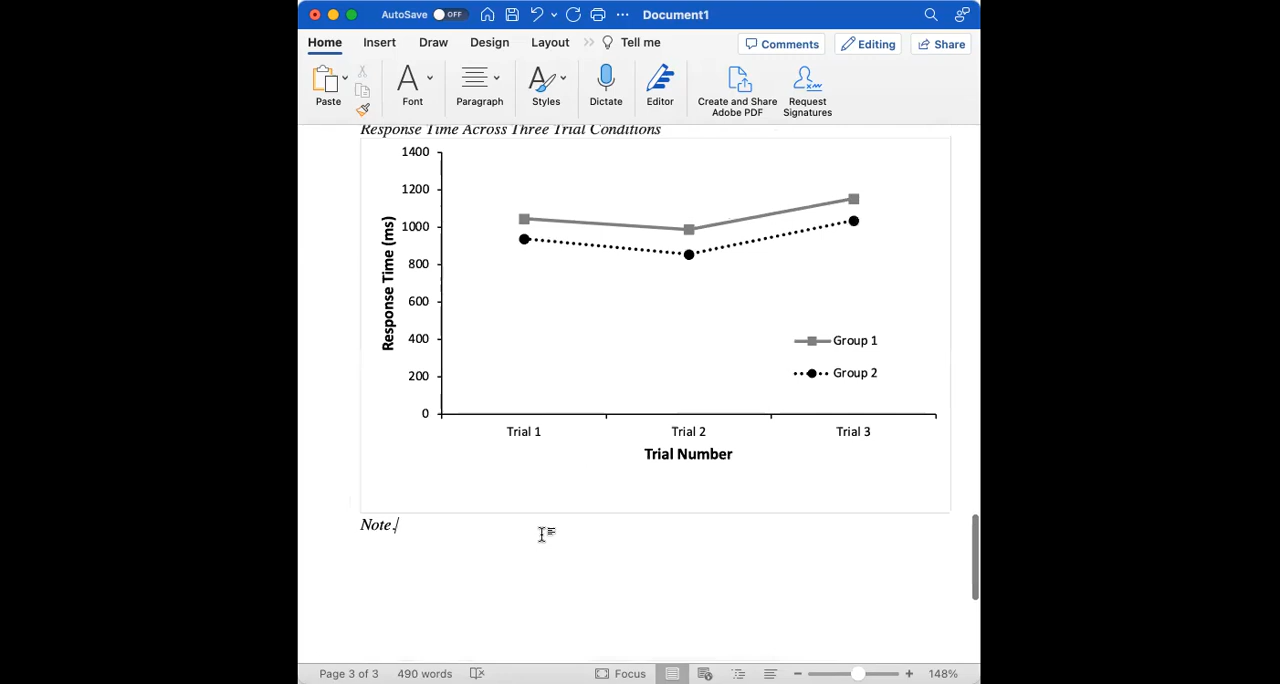 AutoSave OFF ... Document1
Home Insert Draw Design Layout >> Tell me Comments Editing Share
Paste Font Paragraph Styles Dictate Editor Create and Share Adobe PDF Request Signatures
Response Time Across Three Trial Conditions
1400
1200
1000
800
600
400
200
0
Response Time (ms)
Group 1
Group 2
Trial 1 Trial 2 Trial 3
Trial Number
Note.
Page 3 of 3 490 words Focus - + 148%